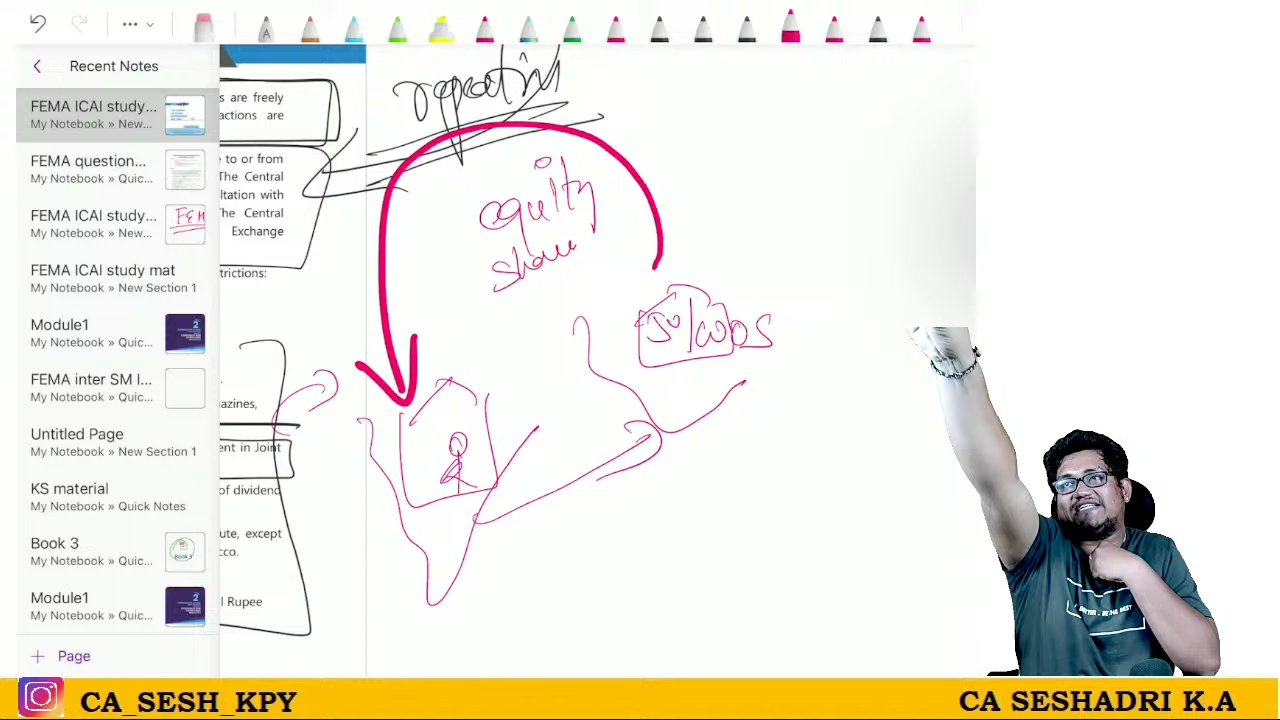 Recent Notes
FEMA ICAI study...
My Notebook » New...
FEMA question...
My Notebook » Quic...
FEMA ICAI study...
My Notebook » New...
FEMA ICAI study mat
My Notebook » New Section 1
Module1
My Notebook » Quic...
FEMA inter SM I...
My Notebook » Quic...
Untitled Page
My Notebook » New Section 1
KS material
My Notebook » Quick Notes
Book 3
My Notebook » Quic...
Book 3
Module1
My Notebook » Quic...
+ Page
s are freely
actions are
e to or from
The Central
ltation with
The Central
Exchange
trictions:
azines,
ent in Joint
of dividend
ute, except
cco.
l Rupee
equity
share
CA_SESH_KPY
CA SESHADRI K.A